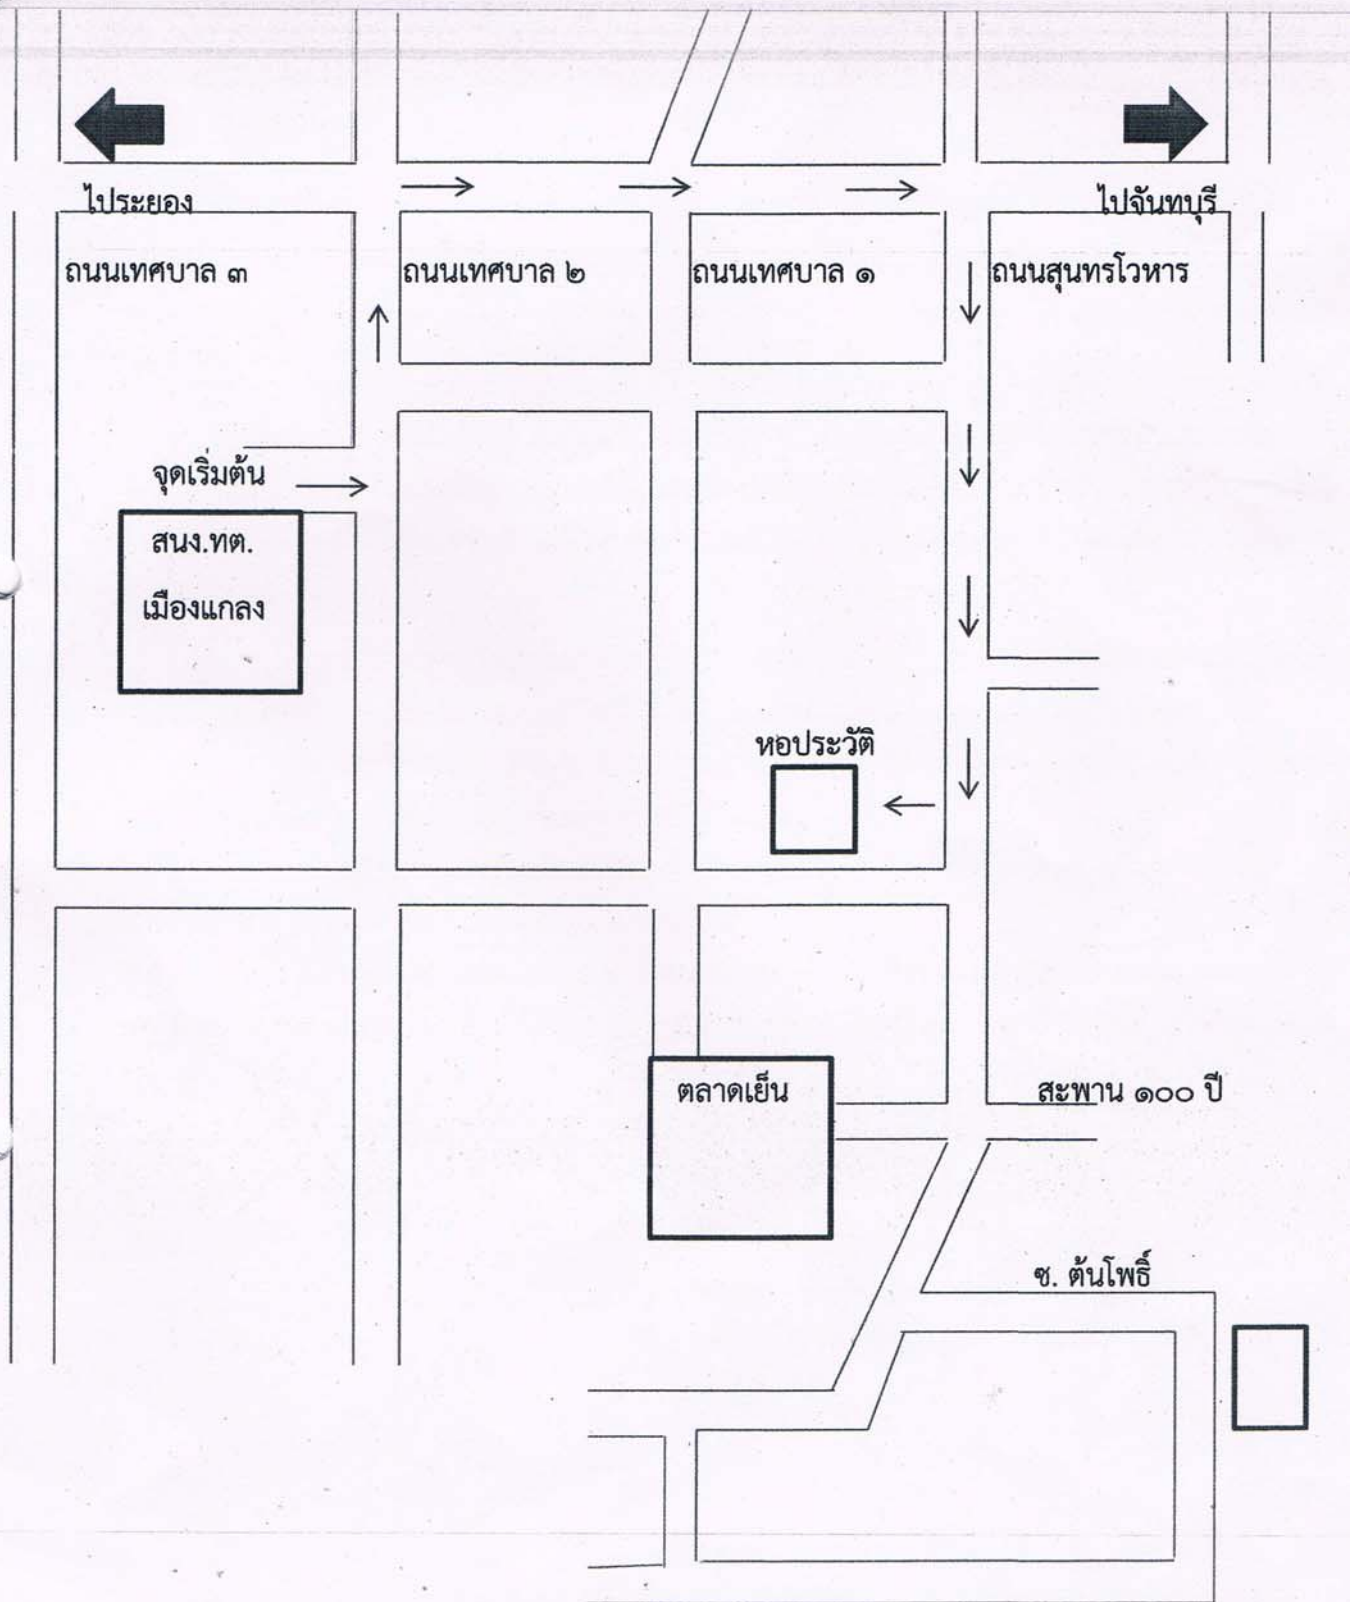 ไประยอง
ไปจันทบุรี
ถนนเทศบาล ๓
ถนนเทศบาล ๒
ถนนเทศบาล ๑
ถนนสุนทรโวหาร
จุดเริ่มต้น
สนง.ทต.
เมืองแกลง
หอประวัติ
ตลาดเย็น
สะพาน ๑๐๐ ปี
ซ. ต้นโพธิ์